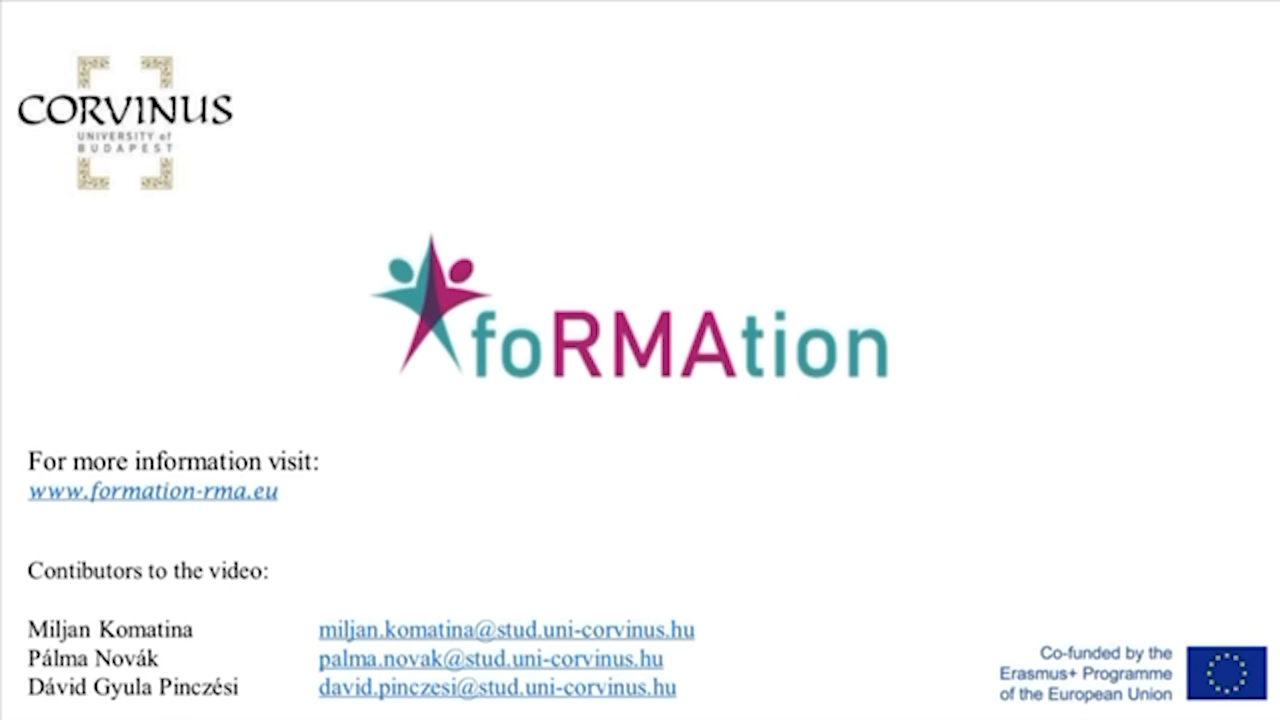 CORVINUS
UNIVERSITY of
BUDAPEST
foRMAtion
For more information visit:
www.formation-rma.eu
Contibutors to the video:
Miljan Komatina miljan.komatina@stud.uni-corvinus.hu
Pálma Novák palma.novak@stud.uni-corvinus.hu
Dávid Gyula Pinczési david.pinczesi@stud.uni-corvinus.hu
Co-funded by the
Erasmus+ Programme
of the European Union